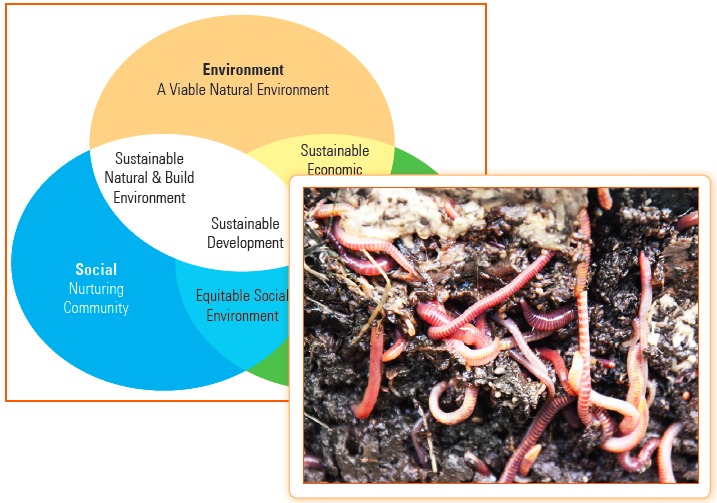 Environment
A Viable Natural Environment
Sustainable
Natural & Build
Environment
Sustainable
Economic
Sustainable
Development
Social
Nurturing
Community
Equitable Social
Environment